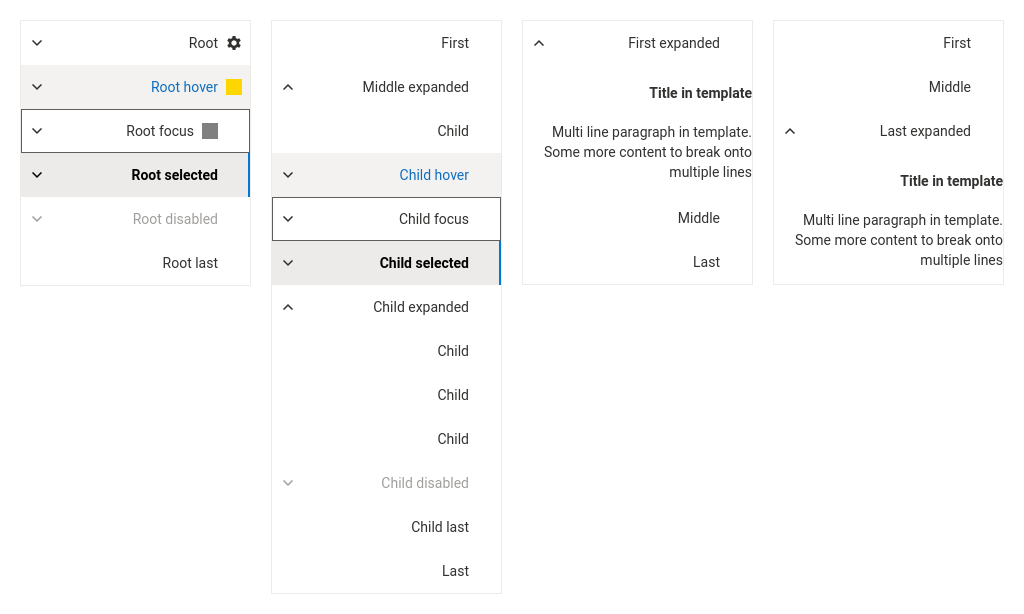 Root
Root hover
Root focus
Root selected
Root disabled
Root last
First
Middle expanded
Child
Child hover
Child focus
Child selected
Child expanded
Child
Child
Child
Child disabled
Child last
Last
First expanded
Title in template
Multi line paragraph in template.
Some more content to break onto
multiple lines
Middle
Last
First
Middle
Last expanded
Title in template
Multi line paragraph in template.
Some more content to break onto
multiple lines